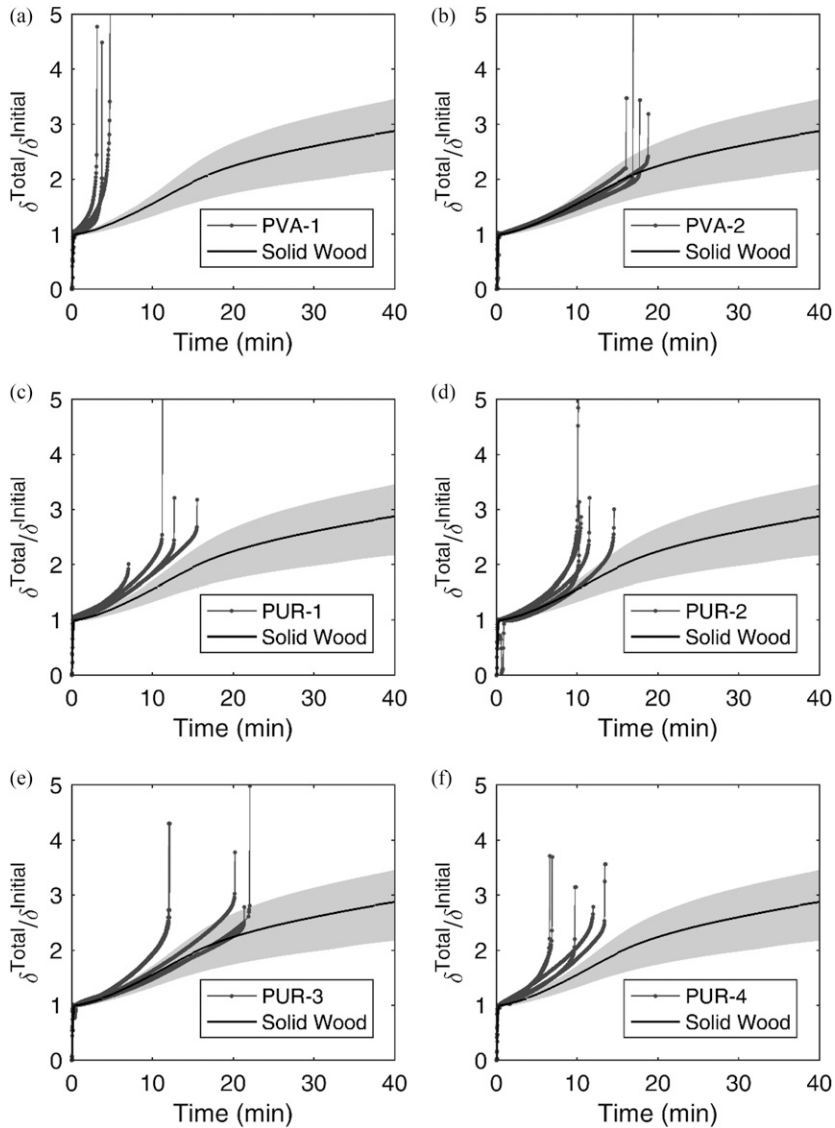 (a)
5
4
3
2
1
0
δTotal/δInitial
PVA-1
Solid Wood
0 10 20 30 40
Time (min)
(b)
5
4
3
2
1
0
δTotal/δInitial
PVA-2
Solid Wood
0 10 20 30 40
Time (min)
(c)
5
4
3
2
1
0
δTotal/δInitial
PUR-1
Solid Wood
0 10 20 30 40
Time (min)
(d)
5
4
3
2
1
0
δTotal/δInitial
PUR-2
Solid Wood
0 10 20 30 40
Time (min)
(e)
5
4
3
2
1
0
δTotal/δInitial
PUR-3
Solid Wood
0 10 20 30 40
Time (min)
(f)
5
4
3
2
1
0
δTotal/δInitial
PUR-4
Solid Wood
0 10 20 30 40
Time (min)